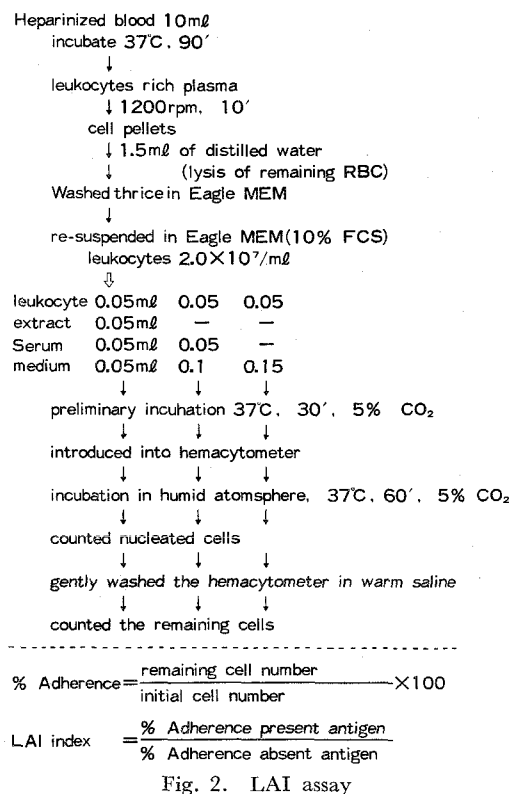 Heparinized blood 10mℓ
incubate 37℃, 90′
↓
leukocytes rich plasma
↓ 1200rpm, 10′
cell pellets
↓ 1.5mℓ of distilled water
↓ (lysis of remaining RBC)
Washed thrice in Eagle MEM
↓
re-suspended in Eagle MEM(10% FCS)
leukocytes 2.0×10⁷/mℓ
⇩
leukocyte 0.05mℓ 0.05 0.05
extract 0.05mℓ — —
Serum 0.05mℓ 0.05 —
medium 0.05mℓ 0.1 0.15
↓ ↓ ↓
preliminary incuhation 37℃, 30′, 5% CO₂
↓ ↓ ↓
introduced into hemacytometer
↓ ↓ ↓
incubation in humid atomsphere, 37℃, 60′, 5% CO₂
↓ ↓ ↓
counted nucleated cells
↓ ↓ ↓
gently washed the hemacytometer in warm saline
↓ ↓ ↓
counted the remaining cells
% Adherence = remaining cell number / initial cell number ×100
LAI index = % Adherence present antigen / % Adherence absent antigen
Fig. 2. LAI assay